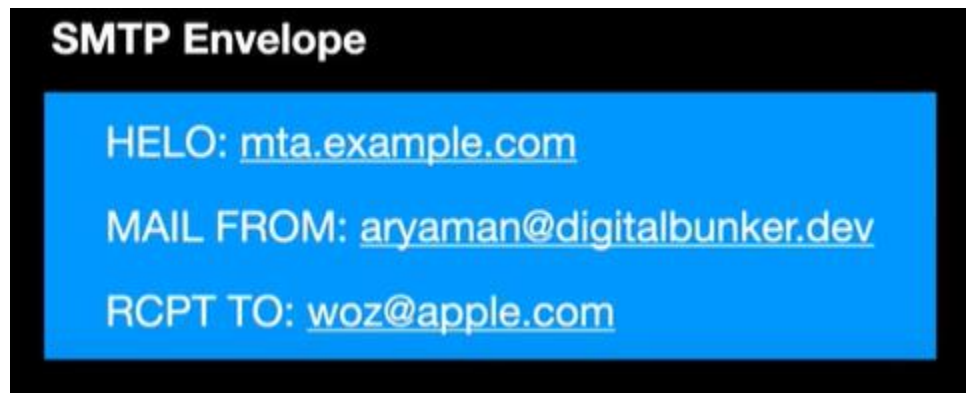 SMTP Envelope
HELO: mta.example.com
MAIL FROM: aryaman@digitalbunker.dev
RCPT TO: woz@apple.com